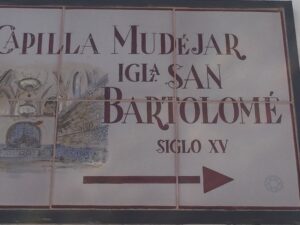 CAPILLA MUDÉJAR
IGLA SAN
BARTOLOMÉ
SIGLO XV